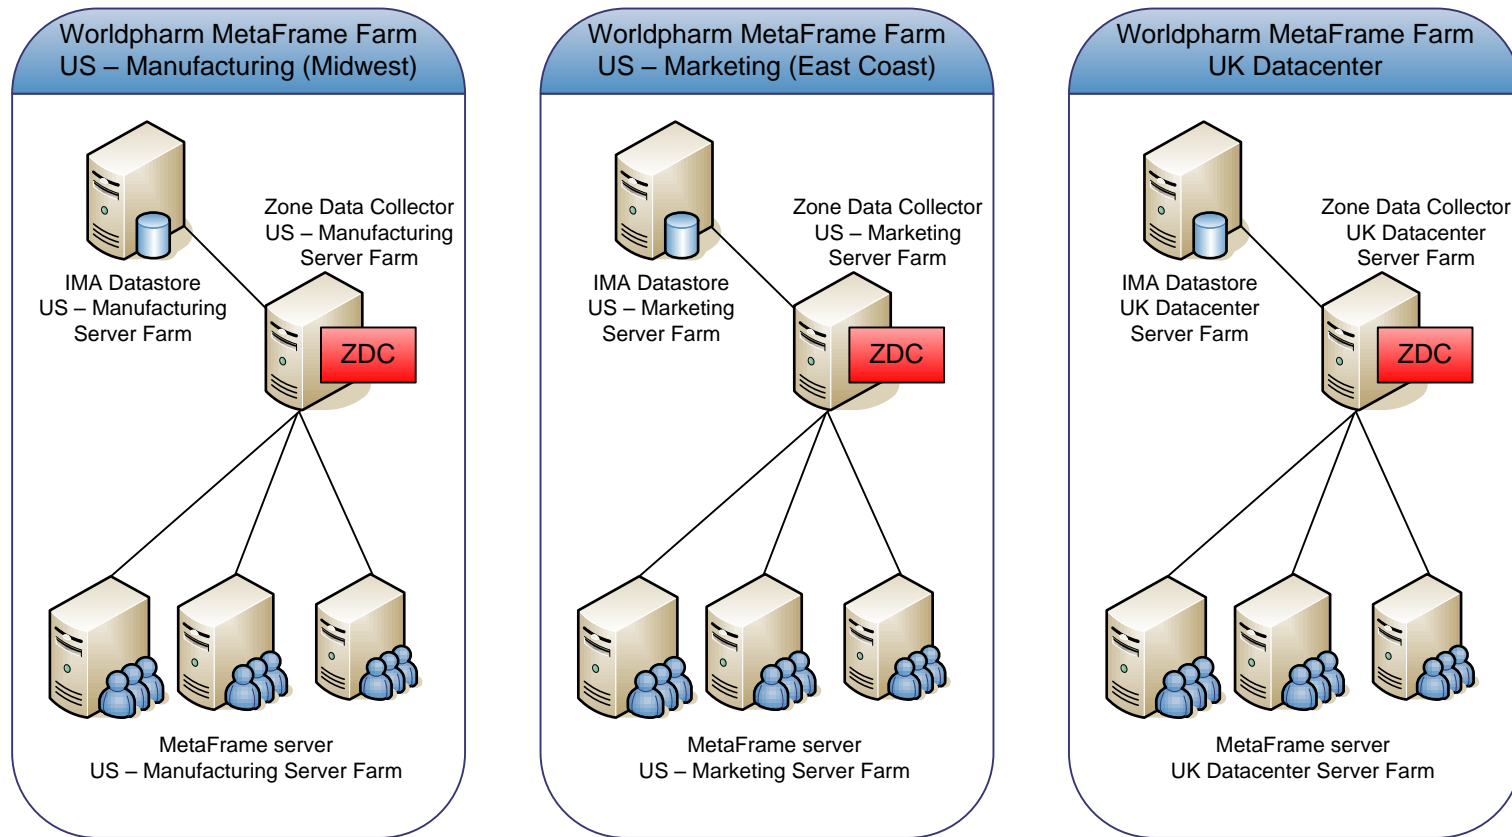 Worldpharm MetaFrame Farm
US – Manufacturing (Midwest)
Zone Data Collector
US – Manufacturing
Server Farm
IMA Datastore
US – Manufacturing
Server Farm
ZDC
MetaFrame server
US – Manufacturing Server Farm
Worldpharm MetaFrame Farm
US – Marketing (East Coast)
Zone Data Collector
US – Marketing
Server Farm
IMA Datastore
US – Marketing
Server Farm
ZDC
MetaFrame server
US – Marketing Server Farm
Worldpharm MetaFrame Farm
UK Datacenter
Zone Data Collector
UK Datacenter
Server Farm
IMA Datastore
UK Datacenter
Server Farm
ZDC
MetaFrame server
UK Datacenter Server Farm